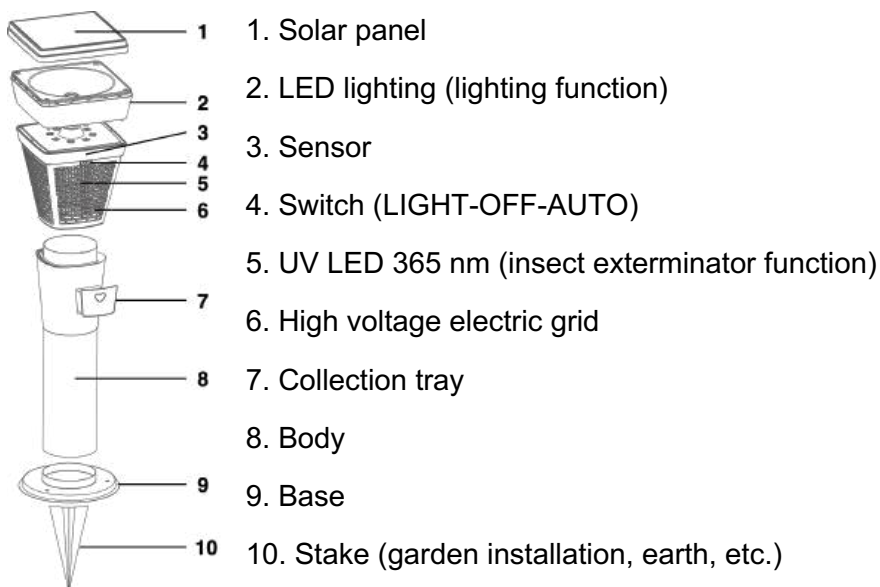 1 1. Solar panel
2 2. LED lighting (lighting function)
3 3. Sensor
4 4. Switch (LIGHT-OFF-AUTO)
5 5. UV LED 365 nm (insect exterminator function)
6 6. High voltage electric grid
7 7. Collection tray
8 8. Body
9 9. Base
10 10. Stake (garden installation, earth, etc.)